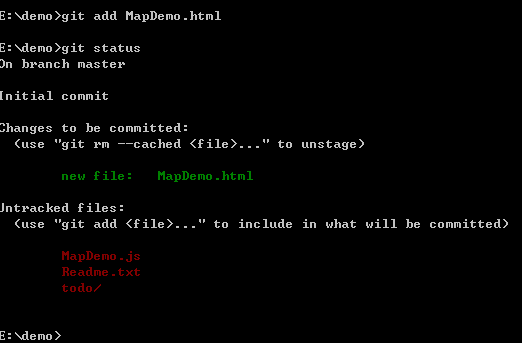 E:\demo>git add MapDemo.html
E:\demo>git status
On branch master
Initial commit
Changes to be committed:
  (use "git rm --cached <file>..." to unstage)
        new file:   MapDemo.html
Untracked files:
  (use "git add <file>..." to include in what will be committed)
        MapDemo.js
        Readme.txt
        todo/
E:\demo>